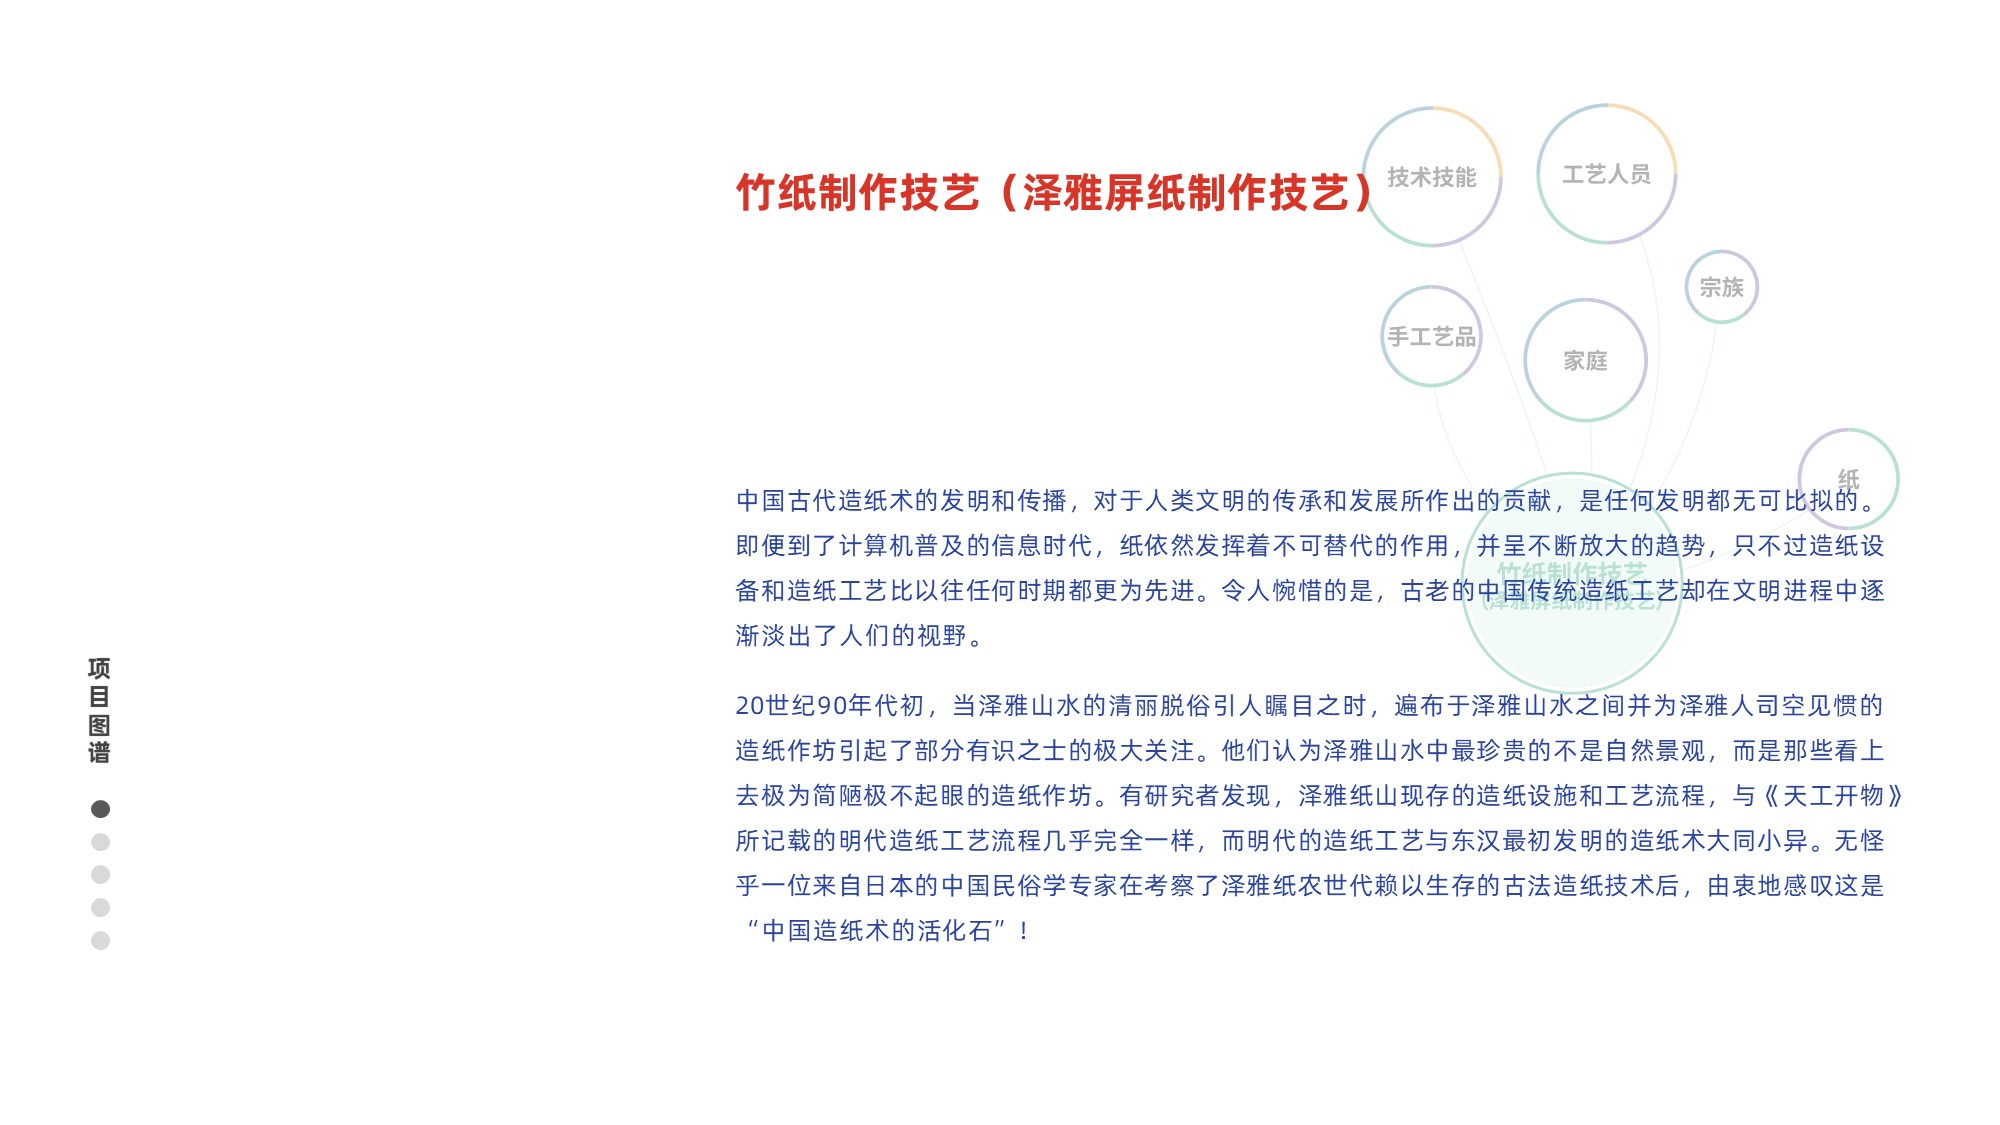 竹纸制作技艺（泽雅屏纸制作技艺）
技术技能
工艺人员
宗族
手工艺品
家庭
纸
竹纸制作技艺
（泽雅屏纸制作技艺）
中国古代造纸术的发明和传播，对于人类文明的传承和发展所作出的贡献，是任何发明都无可比拟的。
即便到了计算机普及的信息时代，纸依然发挥着不可替代的作用，并呈不断放大的趋势，只不过造纸设
备和造纸工艺比以往任何时期都更为先进。令人惋惜的是，古老的中国传统造纸工艺却在文明进程中逐
渐淡出了人们的视野。
20世纪90年代初，当泽雅山水的清丽脱俗引人瞩目之时，遍布于泽雅山水之间并为泽雅人司空见惯的
造纸作坊引起了部分有识之士的极大关注。他们认为泽雅山水中最珍贵的不是自然景观，而是那些看上
去极为简陋极不起眼的造纸作坊。有研究者发现，泽雅纸山现存的造纸设施和工艺流程，与《天工开物》
所记载的明代造纸工艺流程几乎完全一样，而明代的造纸工艺与东汉最初发明的造纸术大同小异。无怪
乎一位来自日本的中国民俗学专家在考察了泽雅纸农世代赖以生存的古法造纸技术后，由衷地感叹这是
“中国造纸术的活化石”！
项目图谱